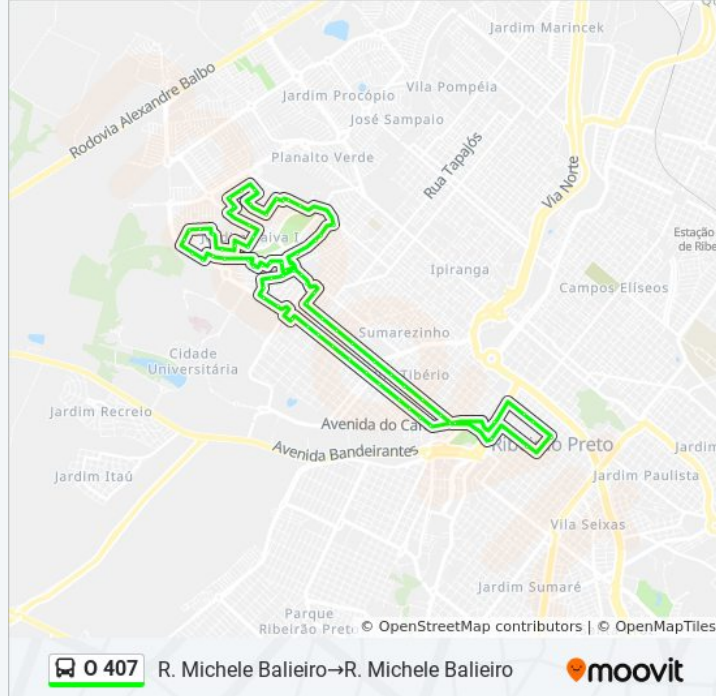 Jardim Marincek
Rodovia Alexandre Balbo
Jardim Procópio
Vila Pompéia
José Sampaio
Planalto Verde
Rua Tapajós
Via Norte
Estação
de Ribe
Ipiranga
Campos Elíseos
Sumarezinho
Cidade
Universitária
Tibério
Jardim Recreio
Avenida do Ca
Avenida Bandeirantes
Preto
Jardim
Jardim Itaú
Jardim Paulista
Vila Seixas
Jardim Sumaré
Parque
Ribeirão Preto
© OpenStreetMap contributors | © OpenMapTiles
O 407 R. Michele Balieiro→R. Michele Balieiro moovit